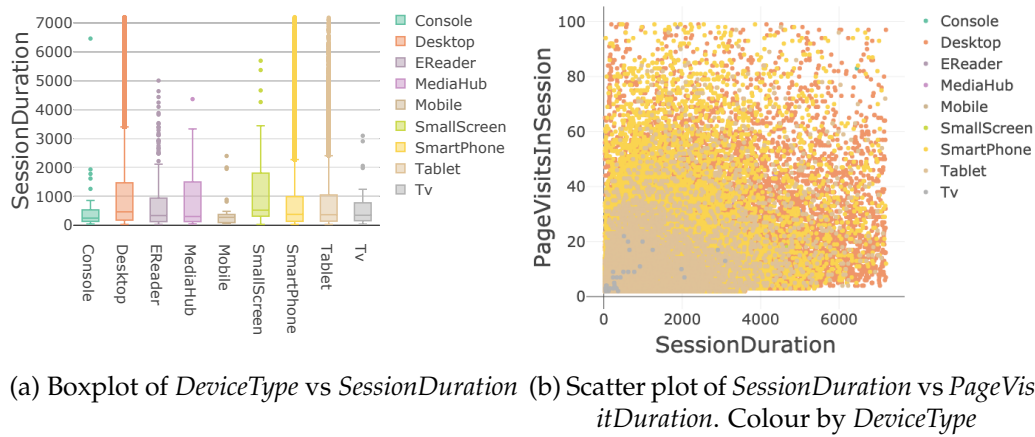 SessionDuration
7000
6000
5000
4000
3000
2000
1000
0
Console
Desktop
EReader
MediaHub
Mobile
SmallScreen
SmartPhone
Tablet
Tv
Console
Desktop
EReader
MediaHub
Mobile
SmallScreen
SmartPhone
Tablet
Tv
PageVisitsInSession
100
80
60
40
20
0
0
2000
4000
6000
SessionDuration
Console
Desktop
EReader
MediaHub
Mobile
SmallScreen
SmartPhone
Tablet
Tv
(a) Boxplot of DeviceType vs SessionDuration
(b) Scatter plot of SessionDuration vs PageVis
itDuration. Colour by DeviceType